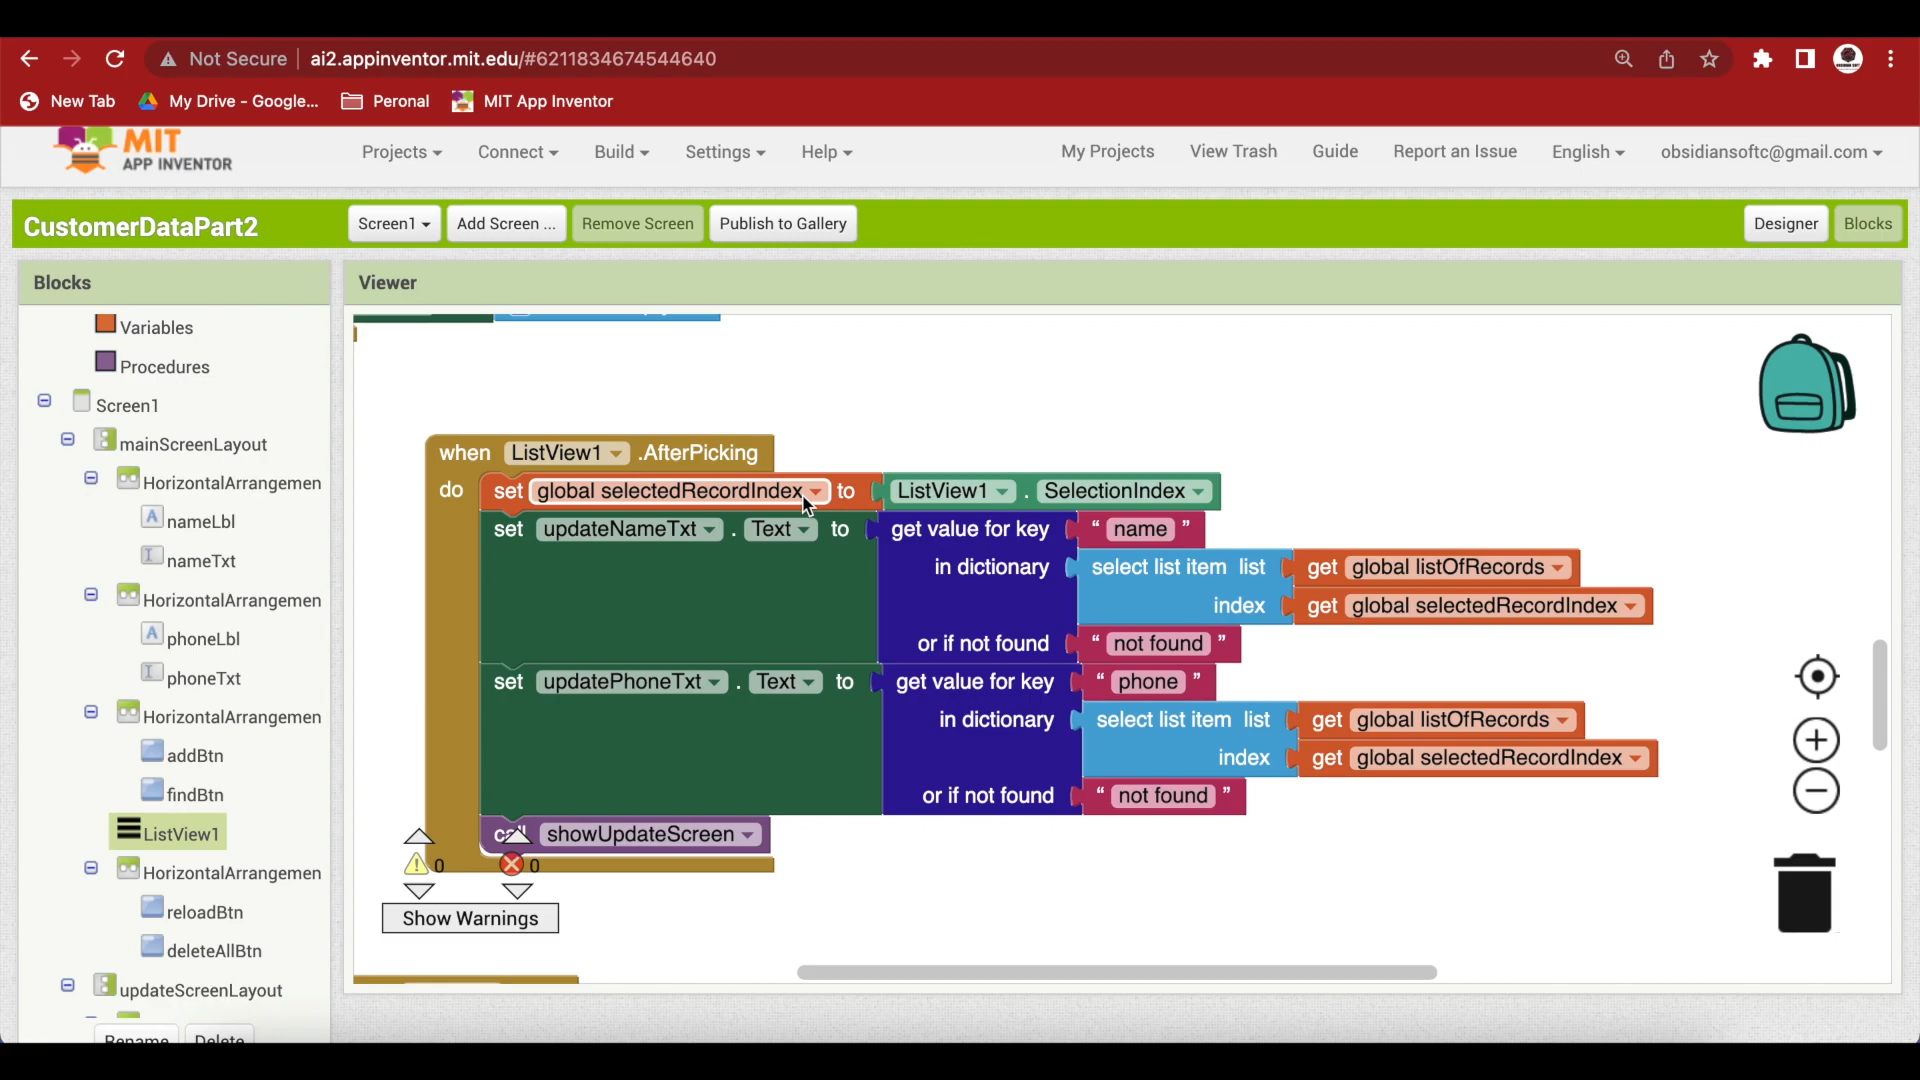 Not Secure ai2.appinventor.mit.edu/#6211834674544640
New Tab My Drive - Google... Peronal MIT App Inventor
MIT APP INVENTOR
Projects Connect Build Settings Help My Projects View Trash Guide Report an Issue English obsidiansoftc@gmail.com
CustomerDataPart2 Screen1 Add Screen ... Remove Screen Publish to Gallery Designer Blocks
Blocks
Viewer
Variables
Procedures
Screen1
mainScreenLayout
HorizontalArrangemen
nameLbl
nameTxt
HorizontalArrangemen
phoneLbl
phoneTxt
HorizontalArrangemen
addBtn
findBtn
ListView1
HorizontalArrangemen
reloadBtn
deleteAllBtn
updateScreenLayout
Rename Delete
when ListView1 .AfterPicking
do set global selectedRecordIndex to ListView1 . SelectionIndex
set updateNameTxt . Text to get value for key “ name ”
in dictionary select list item list get global listOfRecords
index get global selectedRecordIndex
or if not found “ not found ”
set updatePhoneTxt . Text to get value for key “ phone ”
in dictionary select list item list get global listOfRecords
index get global selectedRecordIndex
or if not found “ not found ”
call showUpdateScreen
0 0
Show Warnings